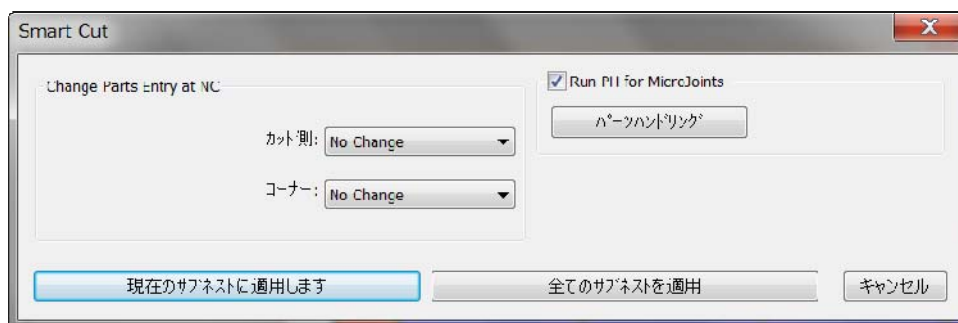 Smart Cut
Change Parts Entry at NC
カット側: No Change
コーナー: No Change
Run PH for MicroJoints
パーツハンドリング
現在のサブネストに適用します
全てのサブネストを適用
キャンセル